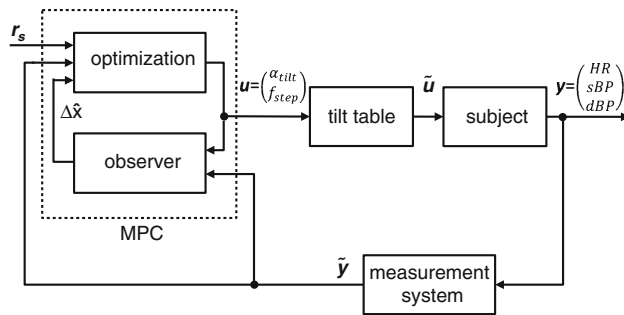 r_s
optimization
Δx̂
observer
MPC
u=(α_tilt
f_step)
tilt table
ũ
subject
y=(HR
sBP
dBP)
ỹ
measurement
system